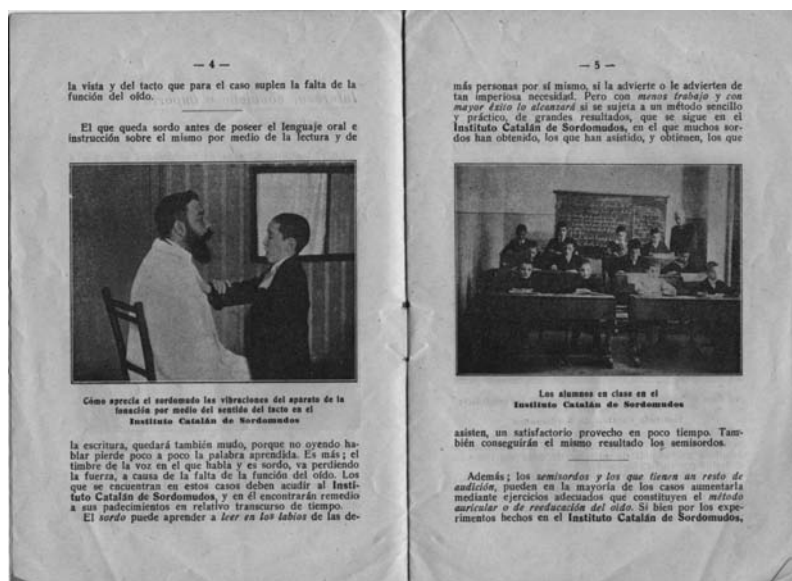 — 4 —
la vista y del tacto que para el caso suplen la falta de la
función del oído.
El que queda sordo antes de poseer el lenguaje oral e
instrucción sobre el mismo por medio de la lectura y de
Cómo aprecia el sordomudo las vibraciones del aparato de la
fonación por medio del sentido del tacto en el
Instituto Catalán de Sordomudos
la escritura, quedará también mudo, porque no oyendo ha-
blar pierde poco a poco la palabra aprendida. Es más; el
timbre de la voz en el que habla y es sordo, va perdiendo
la fuerza, a causa de la falta de la función del oído. Los
que se encuentran en estos casos deben acudir al Insti-
tuto Catalán de Sordomudos, y en él encontrarán remedio
a sus padecimientos en relativo transcurso de tiempo.
El sordo puede aprender a leer en los labios de las de-
— 5 —
más personas por sí mismo, si la advierte o le advierten de
tan imperiosa necesidad. Pero con menos trabajo y con
mayor éxito lo alcanzará si se sujeta a un método sencillo
y práctico, de grandes resultados, que se sigue en el
Instituto Catalán de Sordomudos, en el que muchos sor-
dos han obtenido, los que han asistido, y obtienen, los que
Los alumnos en clase en el
Instituto Catalán de Sordomudos
asisten, un satisfactorio provecho en poco tiempo. Tam-
bién conseguirán el mismo resultado los semisordos.
Además; los semisordos y los que tienen un resto de
audición, pueden en la mayoría de los casos aumentarla
mediante ejercicios adecuados que constituyen el método
auricular o de reeducación del oído. Si bien por los expe-
rimentos hechos en el Instituto Catalán de Sordomudos,